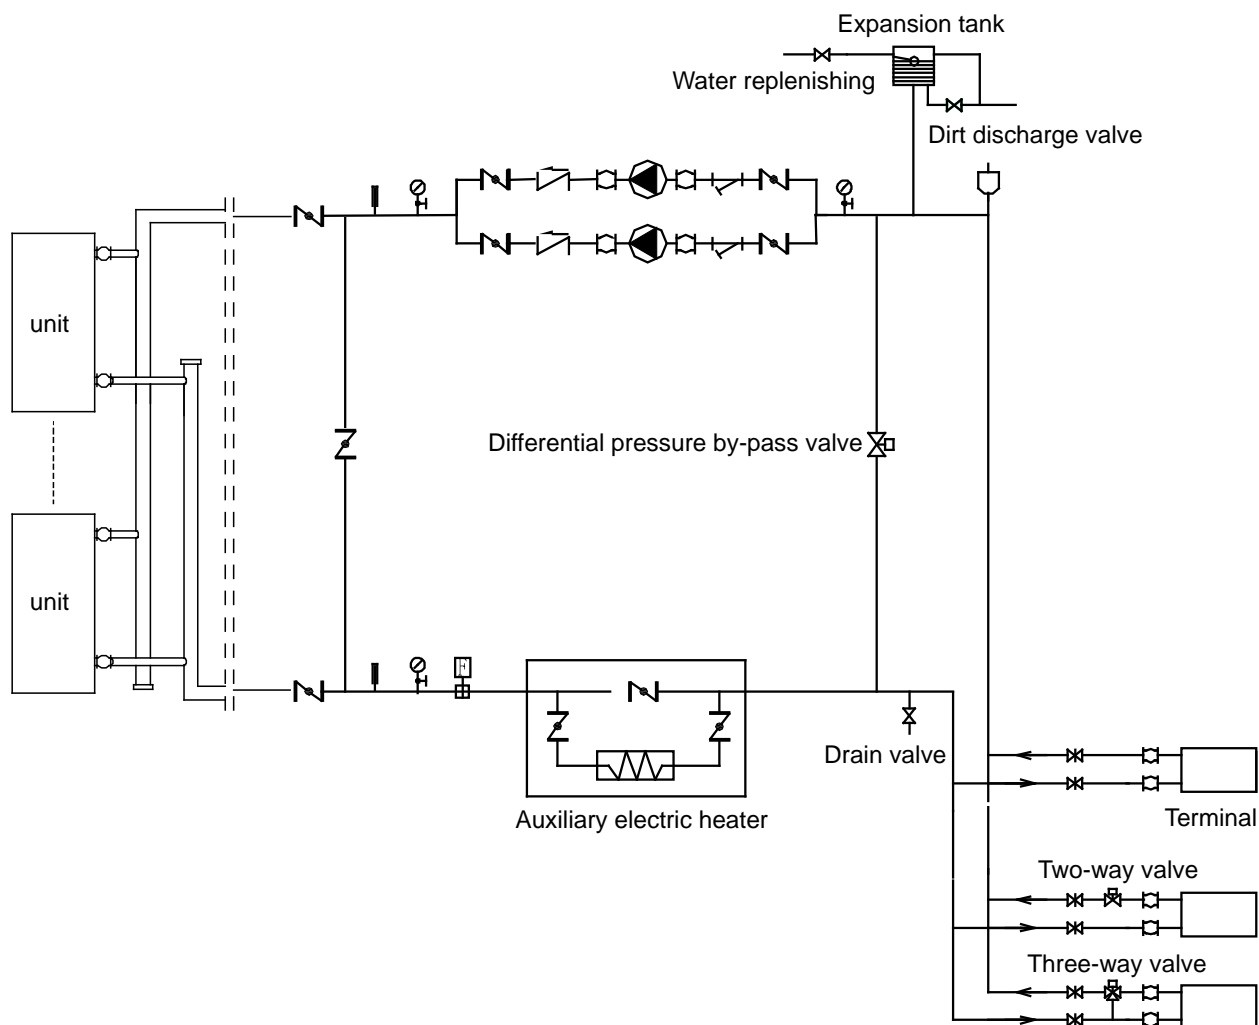 Expansion tank
Water replenishing
Dirt discharge valve
unit
Differential pressure by-pass valve
unit
F
Drain valve
Auxiliary electric heater
Terminal
Two-way valve
Three-way valve